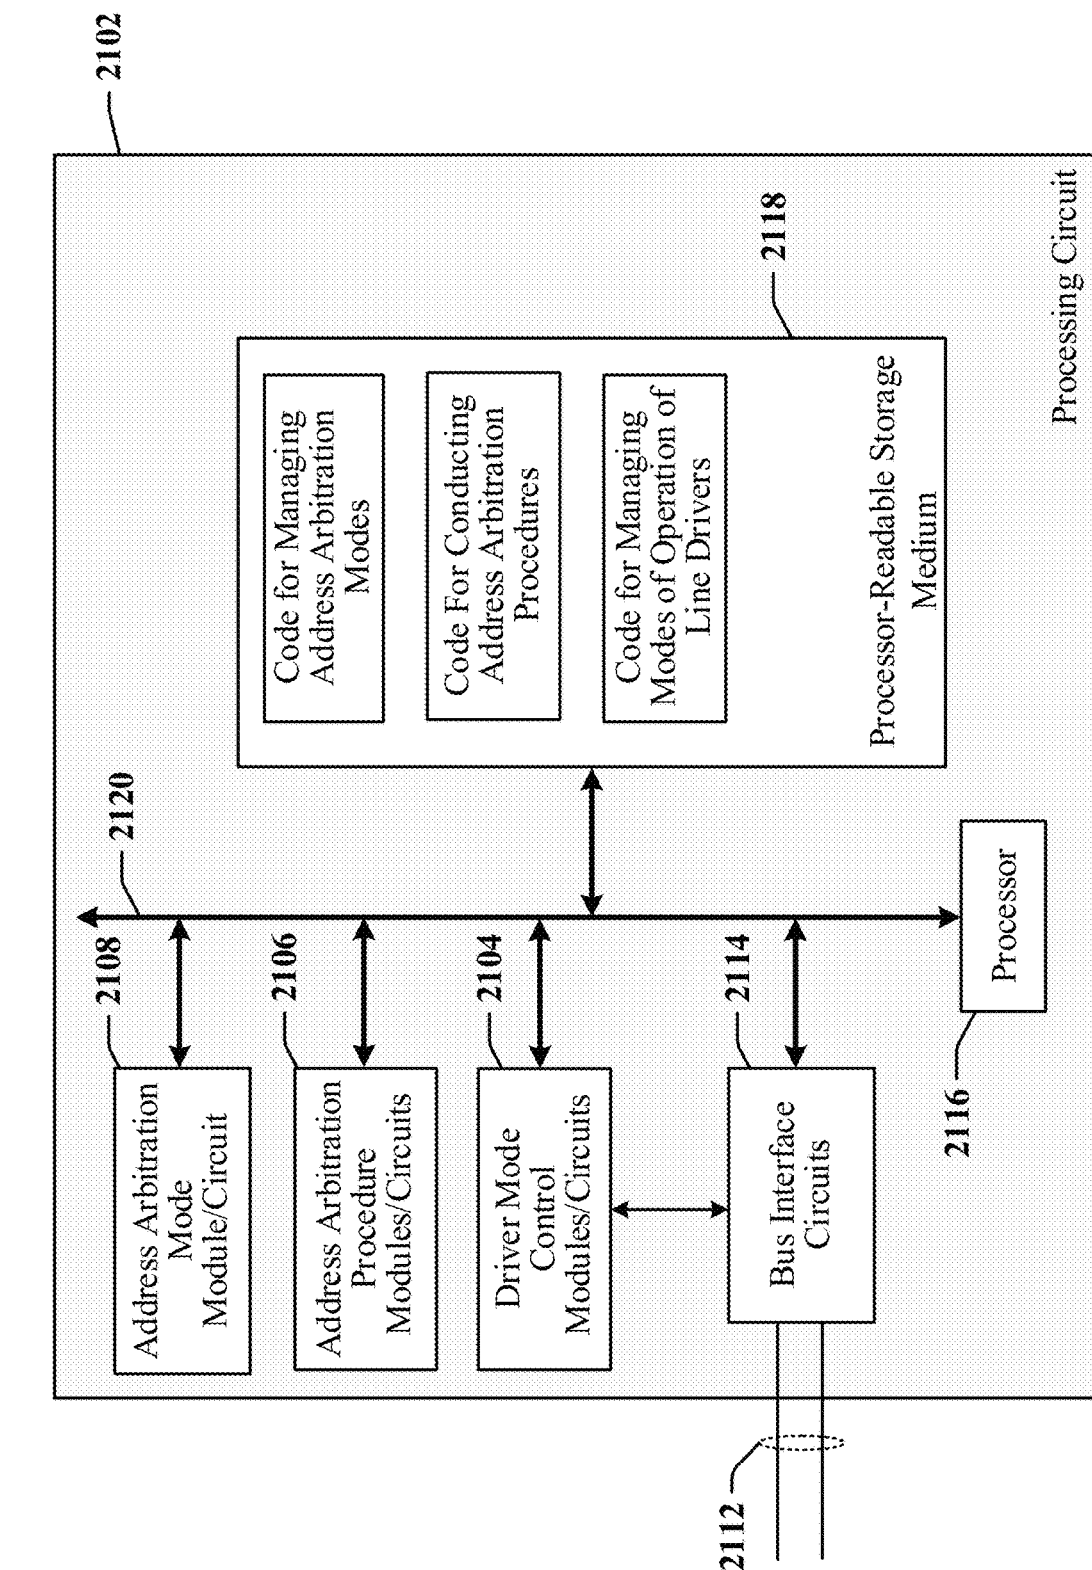 2102
2120
2108
Address Arbitration
Mode
Module/Circuit
2106
Address Arbitration
Procedure
Modules/Circuits
2104
Driver Mode
Control
Modules/Circuits
2114
Bus Interface
Circuits
2112
2116
Processor
Code for Managing
Address Arbitration
Modes
Code For Conducting
Address Arbitration
Procedures
Code for Managing
Modes of Operation of
Line Drivers
Processor-Readable Storage
Medium
2118
Processing Circuit